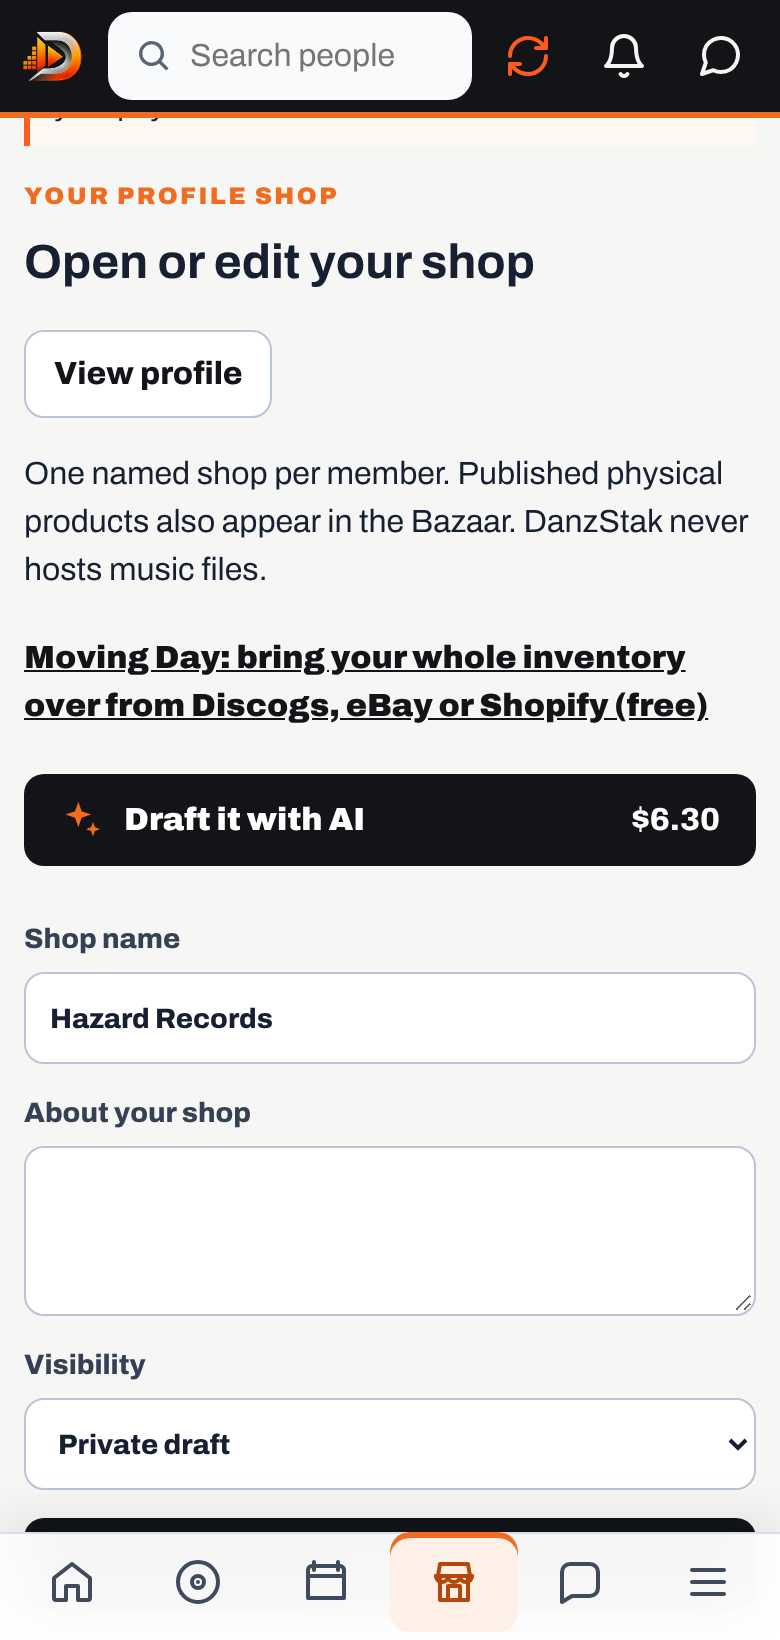 Search people
YOUR PROFILE SHOP
Open or edit your shop
View profile
One named shop per member. Published physical
products also appear in the Bazaar. DanzStak never
hosts music files.
Moving Day: bring your whole inventory
over from Discogs, eBay or Shopify (free)
Draft it with AI $6.30
Shop name
Hazard Records
About your shop
Visibility
Private draft